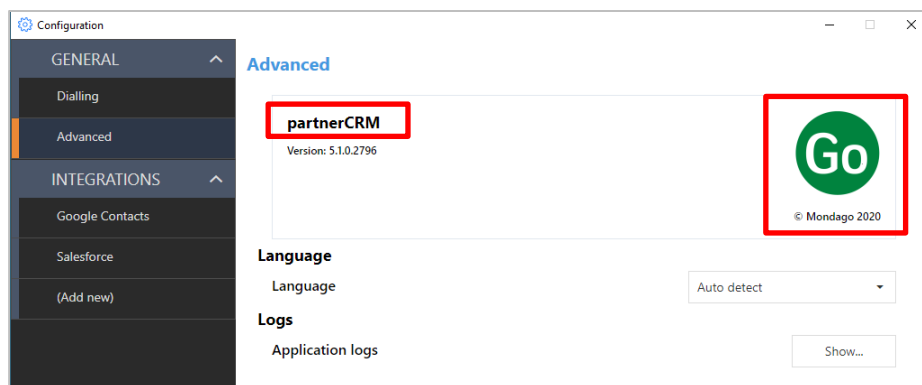 Configuration
GENERAL
Dialling
Advanced
INTEGRATIONS
Google Contacts
Salesforce
(Add new)
Advanced
partnerCRM
Version: 5.1.0.2796
Go
© Mondago 2020
Language
Language
Auto detect
Logs
Application logs
Show...